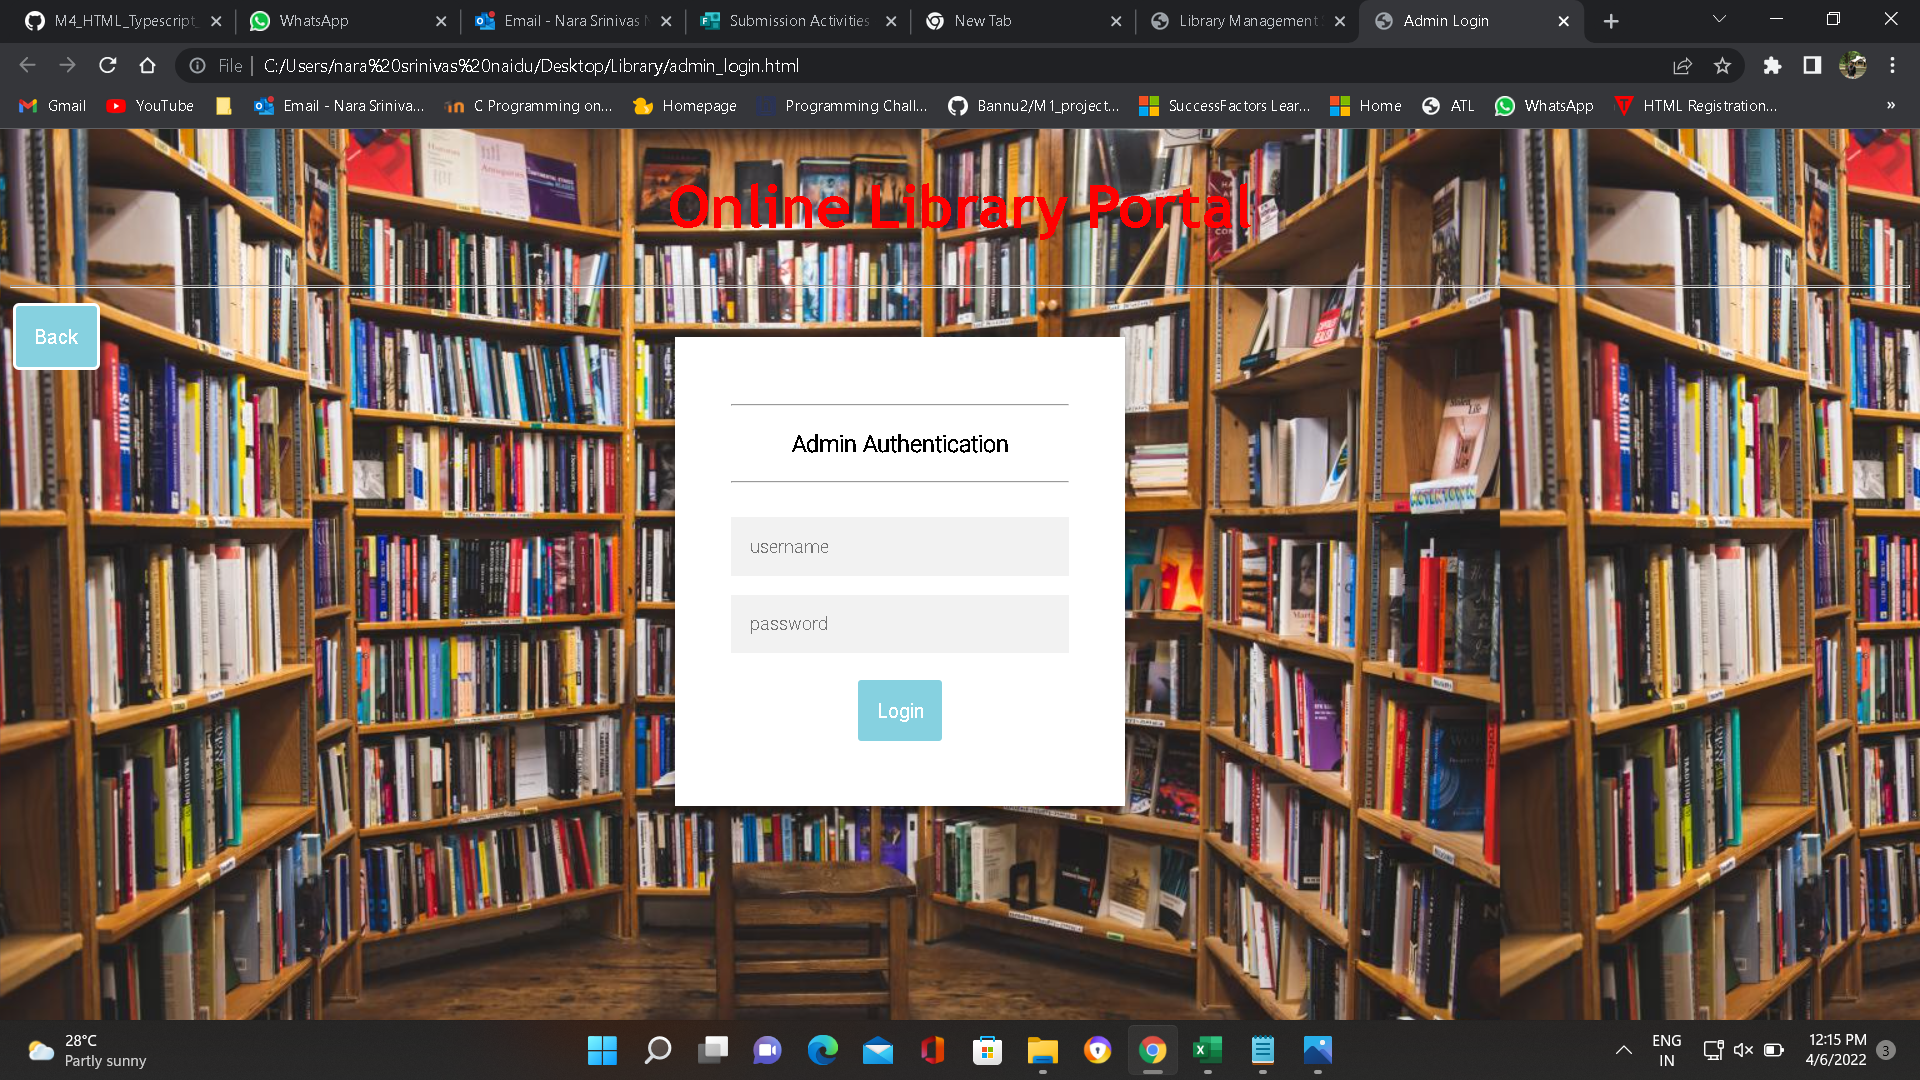 M4_HTML_Typescript_
WhatsApp
Email - Nara Srinivas N
Submission Activities
New Tab
Library Management S
Admin Login
File
C:/Users/nara%20srinivas%20naidu/Desktop/Library/admin_login.html
Gmail
YouTube
Email - Nara Sriniva...
C Programming on...
Homepage
Programming Chall...
Bannu2/M1_project...
SuccessFactors Lear...
Home
ATL
WhatsApp
HTML Registration...
»
Online Library Portal
Back
SARTRE
SARTRE
Admin Authentication
username
password
Login
28°C
Partly sunny
ENG
IN
12:15 PM
4/6/2022
3